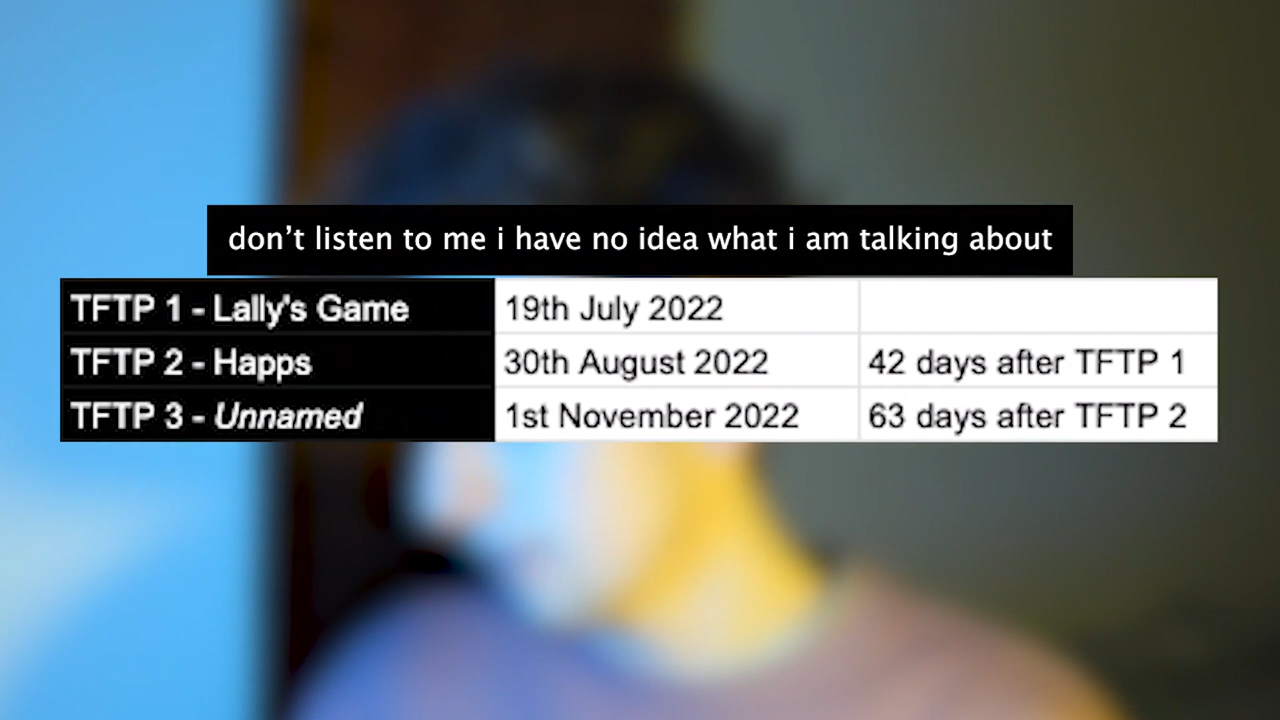 don’t listen to me i have no idea what i am talking about
TFTP 1 - Lally's Game 19th July 2022
TFTP 2 - Happs 30th August 2022 42 days after TFTP 1
TFTP 3 - Unnamed 1st November 2022 63 days after TFTP 2